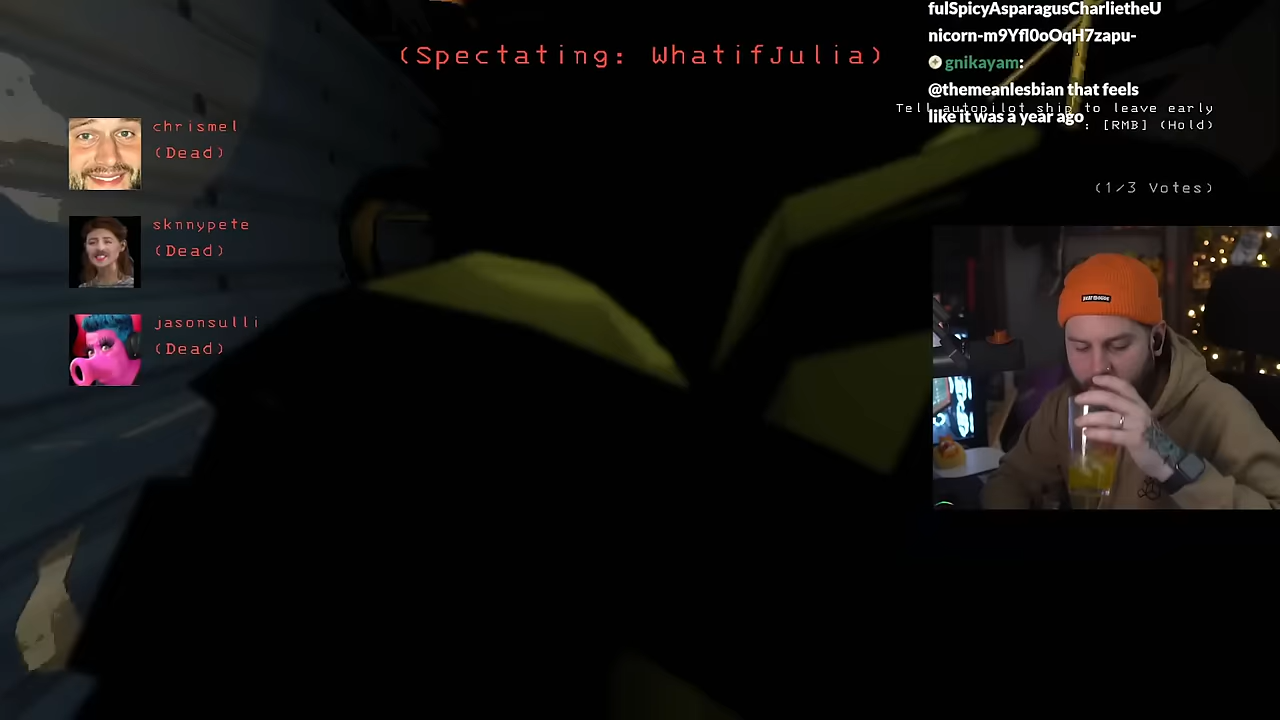 fulSpicyAsparagusCharlietheU
nicorn-m9Yfl0oOqH7zapu-
gnikayam:
@themeanlesbian that feels
like it was a year ago
(Spectating: WhatifJulia)
Tell autopilot ship to leave early
: [RMB] (Hold)
(1/3 Votes)
chrismel
(Dead)
sknnypete
(Dead)
jasonsulli
(Dead)